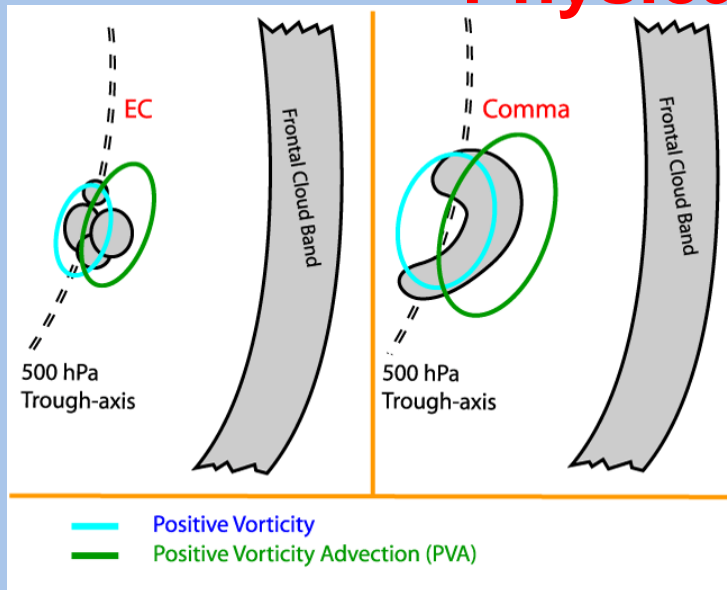 EC
Frontal Cloud Band
500 hPa
Trough-axis
Comma
Frontal Cloud Band
500 hPa
Trough-axis
Positive Vorticity
Positive Vorticity Advection (PVA)